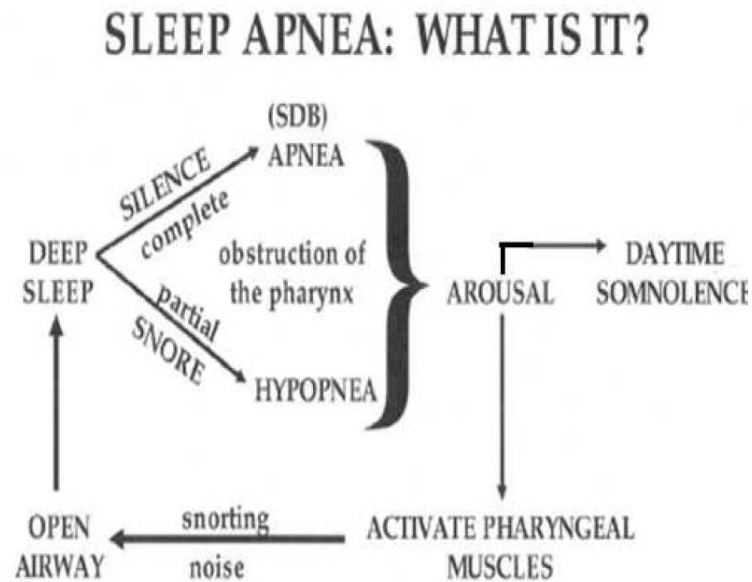 SLEEP APNEA: WHAT IS IT?
(SDB)
APNEA
SILENCE
complete
DEEP
SLEEP
obstruction of
the pharynx
partial
SNORE
HYPOPNEA
AROUSAL
DAYTIME
SOMNOLENCE
OPEN
AIRWAY
snorting
noise
ACTIVATE PHARYNGEAL
MUSCLES